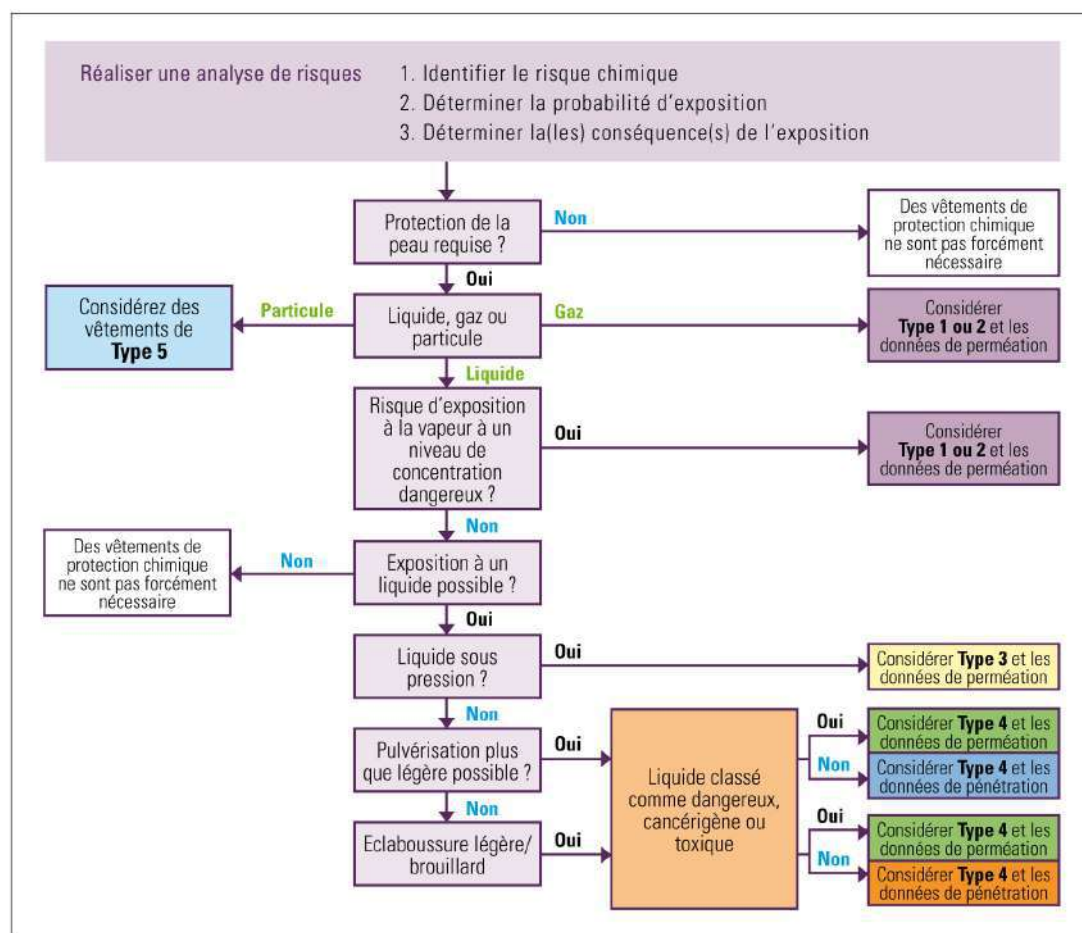 Réaliser une analyse de risques
1. Identifier le risque chimique
2. Déterminer la probabilité d'exposition
3. Déterminer la(les) conséquence(s) de l'exposition
Protection de la
peau requise ?
Non
Des vêtements de
protection chimique
ne sont pas forcément
nécessaire
Oui
Considérez des
vêtements de
Type 5
Particule
Liquide, gaz ou
particule
Gaz
Considérer
Type 1 ou 2 et les
données de perméation
Liquide
Risque d'exposition
à la vapeur à un
niveau de
concentration
dangereux ?
Oui
Considérer
Type 1 ou 2 et les
données de perméation
Non
Des vêtements de
protection chimique
ne sont pas forcément
nécessaire
Non
Exposition à un
liquide possible ?
Oui
Liquide sous
pression ?
Oui
Considérer Type 3 et les
données de perméation
Non
Pulvérisation plus
que légère possible ?
Oui
Liquide classé
comme dangereux,
cancérigène ou
toxique
Oui
Considérer Type 4 et les
données de perméation
Non
Considérer Type 4 et les
données de pénétration
Non
Eclaboussure légère/
brouillard
Oui
Oui
Considérer Type 4 et les
données de perméation
Non
Considérer Type 4 et les
données de pénétration